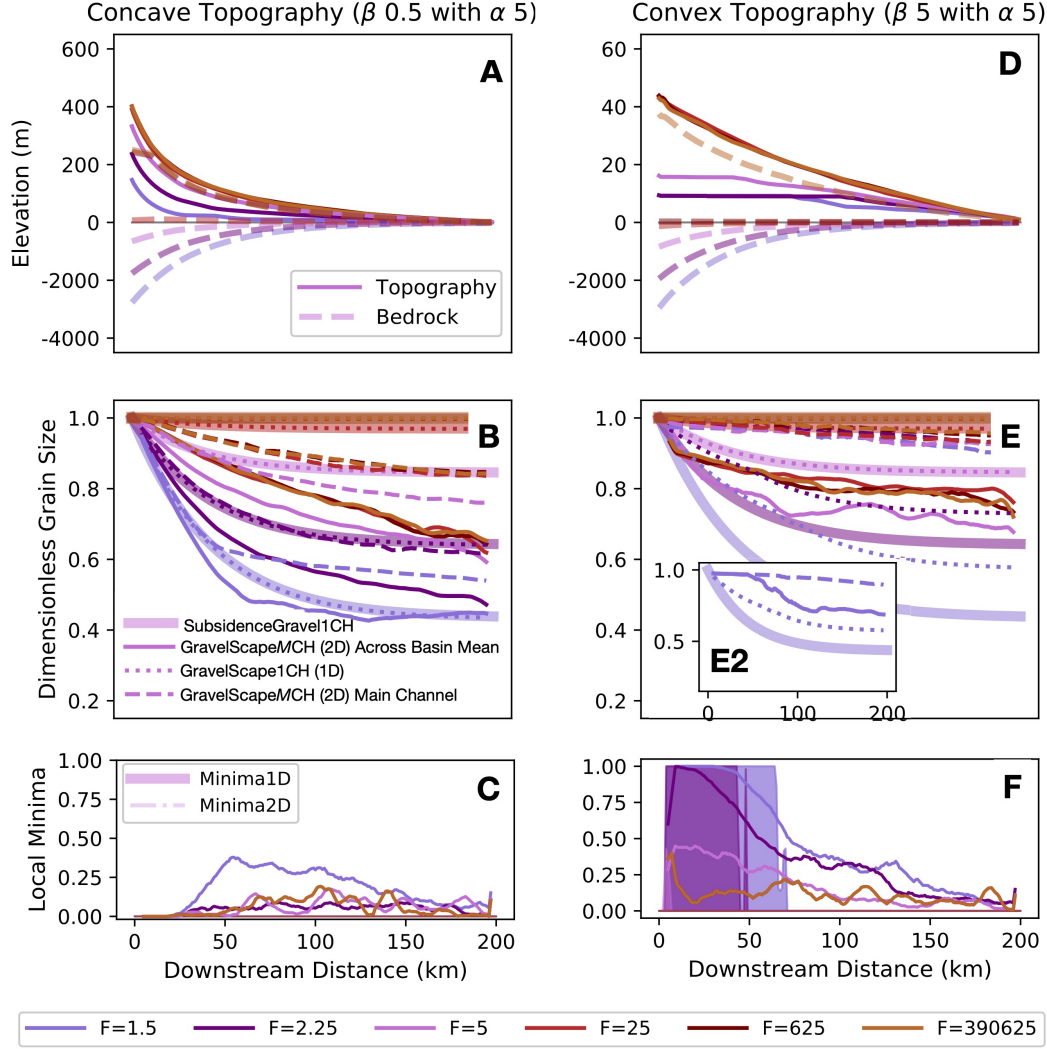 Concave Topography (β 0.5 with α 5)
Convex Topography (β 5 with α 5)
600
400
200
0
-2000
-4000
Elevation (m)
A
Topography
Bedrock
60
40
20
0
-2000
-4000
D
1.0
0.8
0.6
0.4
0.2
Dimensionless Grain Size
B
SubsidenceGravel1CH
GravelScapeMCH (2D) Across Basin Mean
GravelScape1CH (1D)
GravelScapeMCH (2D) Main Channel
1.0
0.8
0.6
0.4
0.2
E
1.0
0.5
E2
0 100 200
1.00
0.75
0.50
0.25
0.00
Local Minima
Minima1D
Minima2D
C
0 50 100 150 200
Downstream Distance (km)
1.00
0.75
0.50
0.25
0.00
F
0 50 100 150 200
Downstream Distance (km)
F=1.5 F=2.25 F=5 F=25 F=625 F=390625